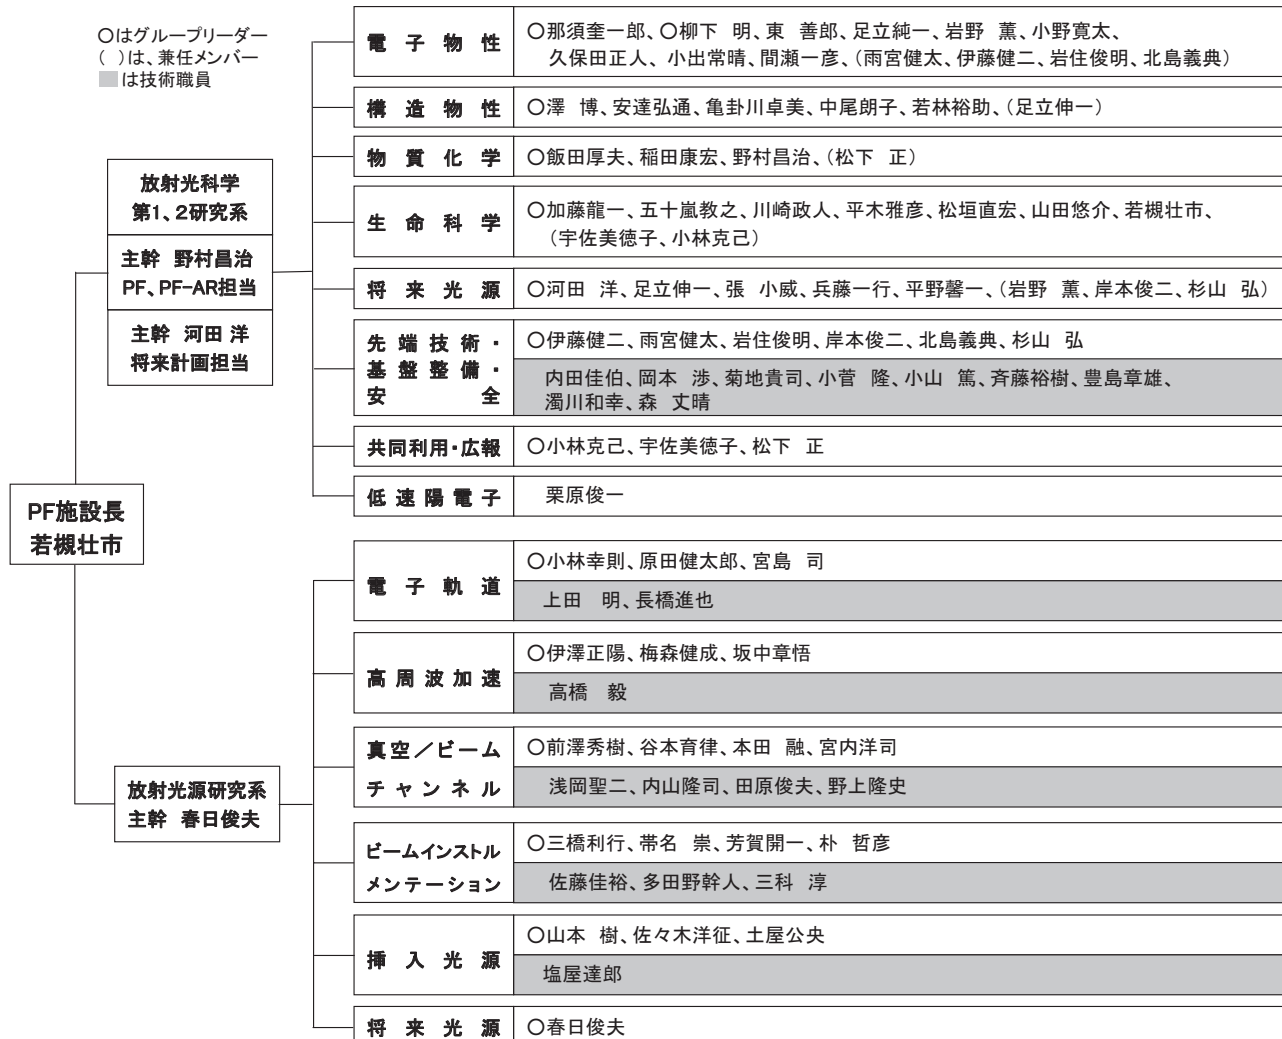 ○はグループリーダー
( )は、兼任メンバー
は技術職員
PF施設長
若槻壮市
放射光科学
第1、2研究系
主幹 野村昌治
PF、PF-AR担当
主幹 河田 洋
将来計画担当
電子物性
○那須奎一郎、○柳下 明、東 善郎、足立純一、岩野 薫、小野寛太、
久保田正人、小出常晴、間瀬一彦、(雨宮健太、伊藤健二、岩住俊明、北島義典)
構造物性
○澤 博、安達弘通、亀卦川卓美、中尾朗子、若林裕助、(足立伸一)
物質化学
○飯田厚夫、稲田康宏、野村昌治、(松下 正)
生命科学
○加藤龍一、五十嵐教之、川崎政人、平木雅彦、松垣直宏、山田悠介、若槻壮市、
(宇佐美徳子、小林克己)
将来光源
○河田 洋、足立伸一、張 小威、兵藤一行、平野馨一、(岩野 薫、岸本俊二、杉山 弘)
先端技術・
基盤整備・
安全
○伊藤健二、雨宮健太、岩住俊明、岸本俊二、北島義典、杉山 弘
内田佳伯、岡本 渉、菊地貴司、小菅 隆、小山 篤、斉藤裕樹、豊島章雄、
濁川和幸、森 丈晴
共同利用・広報
○小林克己、宇佐美徳子、松下 正
低速陽電子
栗原俊一
放射光源研究系
主幹 春日俊夫
電子軌道
○小林幸則、原田健太郎、宮島 司
上田 明、長橋進也
高周波加速
○伊澤正陽、梅森健成、坂中章悟
高橋 毅
真空／ビーム
チャンネル
○前澤秀樹、谷本育律、本田 融、宮内洋司
浅岡聖二、内山隆司、田原俊夫、野上隆史
ビームインストル
メンテーション
○三橋利行、帯名 崇、芳賀開一、朴 哲彦
佐藤佳裕、多田野幹人、三科 淳
挿入光源
○山本 樹、佐々木洋征、土屋公央
塩屋達郎
将来光源
○春日俊夫